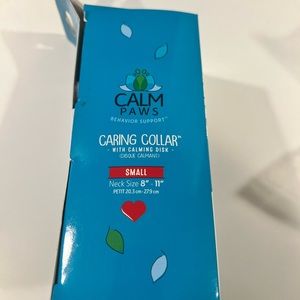 CALM
PAWS
BEHAVIOR SUPPORT™
CARING COLLAR™
- WITH CALMING DISK -
(DISQUE CALMANT)
SMALL
Neck Size 8" - 11"
PETIT 20,3 cm - 27,9 cm